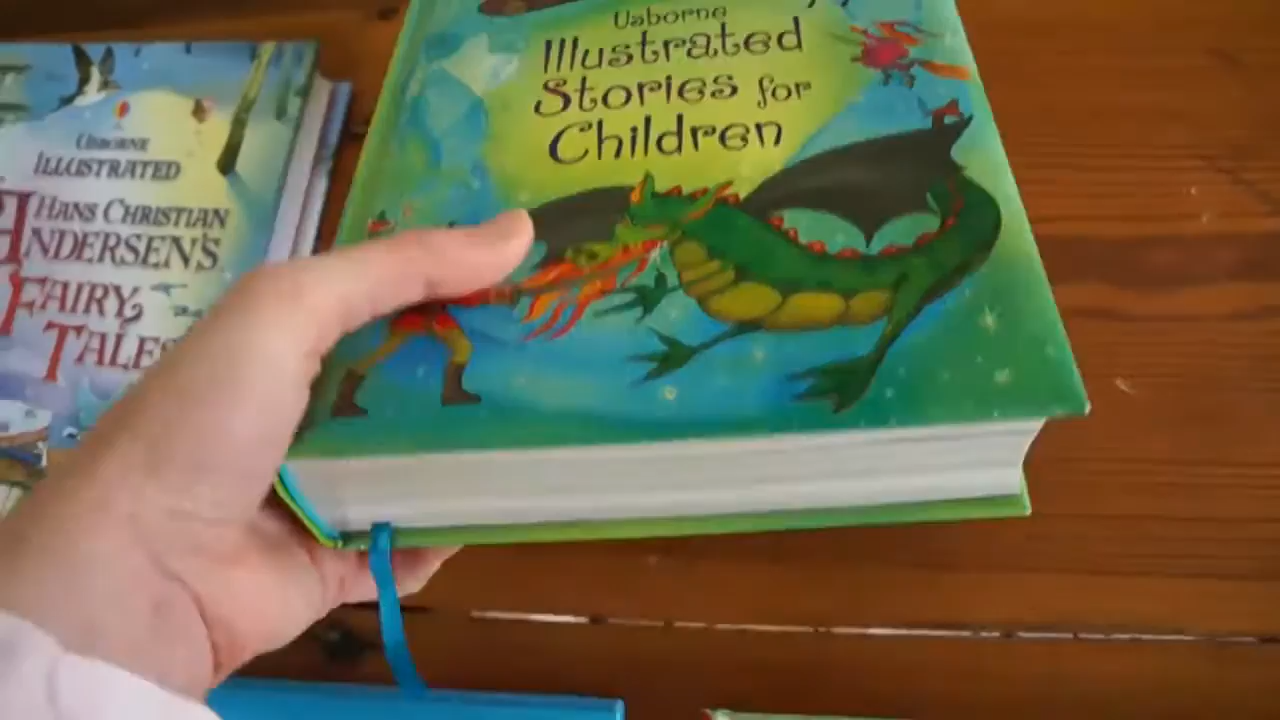 Usborne
Illustrated
Stories for
Children
USBORNE
ILLUSTRATED
HANS CHRISTIAN
ANDERSEN'S
FAIRY
TALES